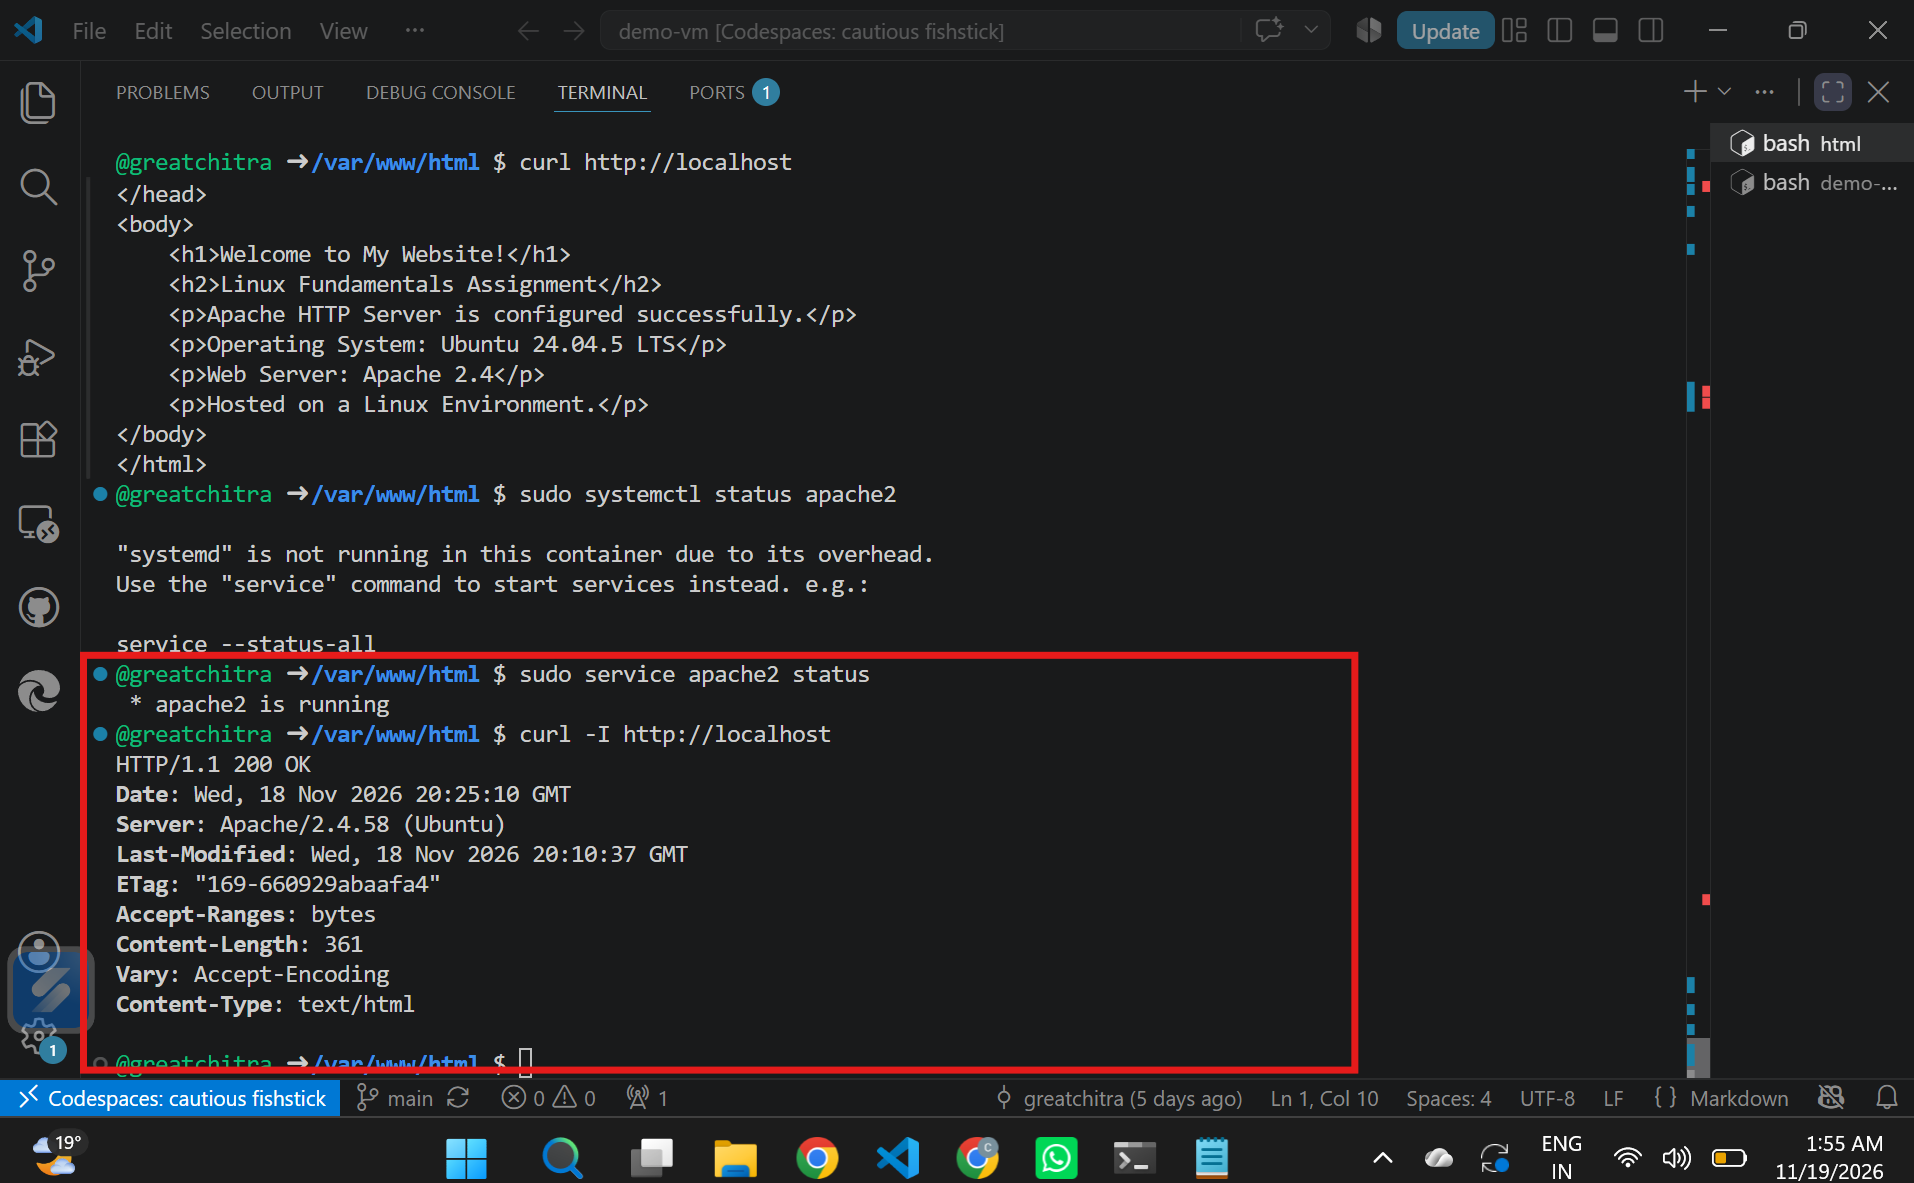 File Edit Selection View ··· demo-vm [Codespaces: cautious fishstick] Update
PROBLEMS OUTPUT DEBUG CONSOLE TERMINAL PORTS 1
bash html
bash demo-...
@greatchitra ➜/var/www/html $ curl http://localhost
</head>
<body>
    <h1>Welcome to My Website!</h1>
    <h2>Linux Fundamentals Assignment</h2>
    <p>Apache HTTP Server is configured successfully.</p>
    <p>Operating System: Ubuntu 24.04.5 LTS</p>
    <p>Web Server: Apache 2.4</p>
    <p>Hosted on a Linux Environment.</p>
</body>
</html>
@greatchitra ➜/var/www/html $ sudo systemctl status apache2
"systemd" is not running in this container due to its overhead.
Use the "service" command to start services instead. e.g.:
service --status-all
@greatchitra ➜/var/www/html $ sudo service apache2 status
 * apache2 is running
@greatchitra ➜/var/www/html $ curl -I http://localhost
HTTP/1.1 200 OK
Date: Wed, 18 Nov 2026 20:25:10 GMT
Server: Apache/2.4.58 (Ubuntu)
Last-Modified: Wed, 18 Nov 2026 20:10:37 GMT
ETag: "169-660929abaafa4"
Accept-Ranges: bytes
Content-Length: 361
Vary: Accept-Encoding
Content-Type: text/html
@greatchitra ➜/var/www/html $
1
Codespaces: cautious fishstick main 0 0 1 greatchitra (5 days ago) Ln 1, Col 10 Spaces: 4 UTF-8 LF { } Markdown
19° ENG 1:55 AM
IN 11/19/2026